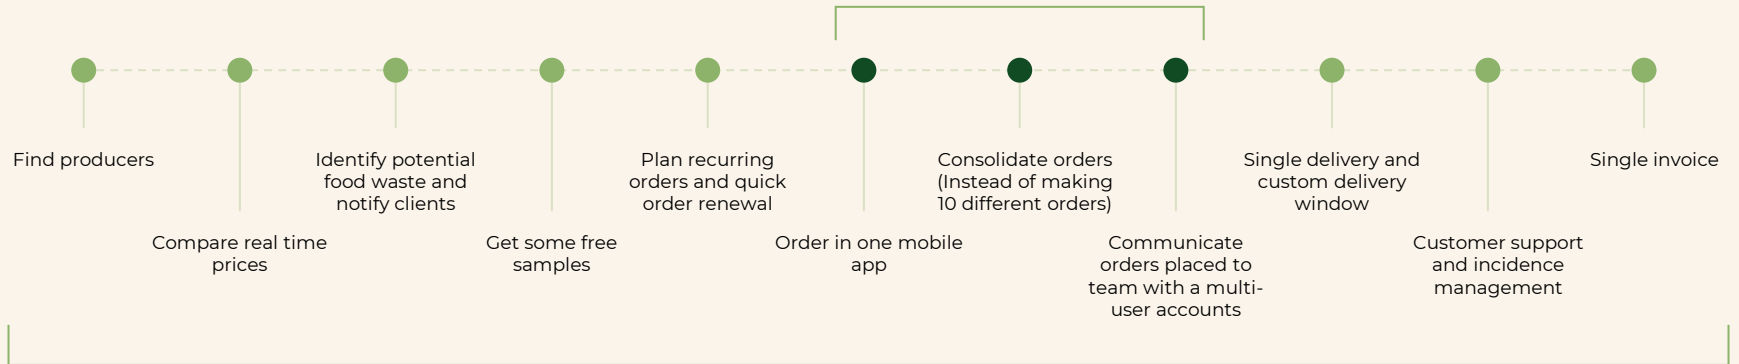 Find producers
Compare real time
prices
Identify potential
food waste and
notify clients
Get some free
samples
Plan recurring
orders and quick
order renewal
Order in one mobile
app
Consolidate orders
(Instead of making
10 different orders)
Communicate
orders placed to
team with a multi-
user accounts
Single delivery and
custom delivery
window
Customer support
and incidence
management
Single invoice